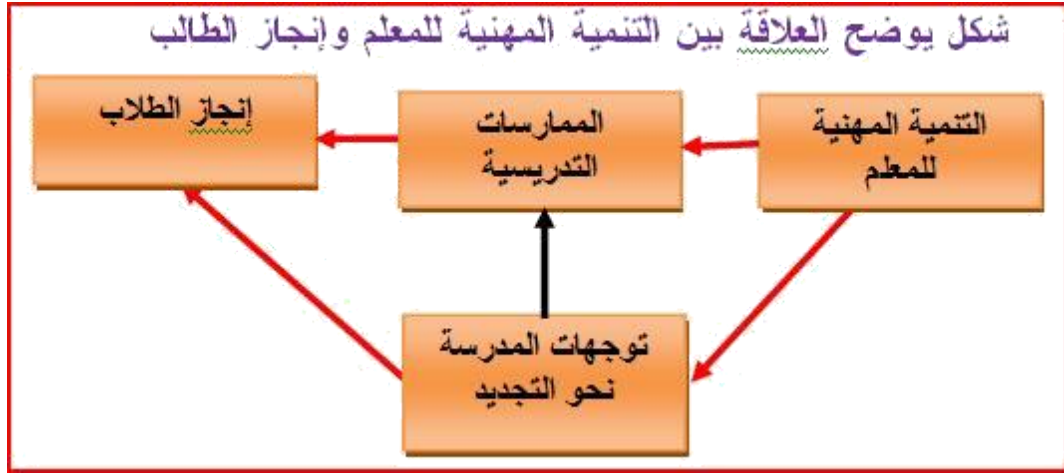 شكل يوضح العلاقة بين التنمية المهنية للمعلم وإنجاز الطالب
التنمية المهنية
للمعلم
الممارسات
التدريسية
إنجاز الطلاب
توجهات المدرسة
نحو التجديد